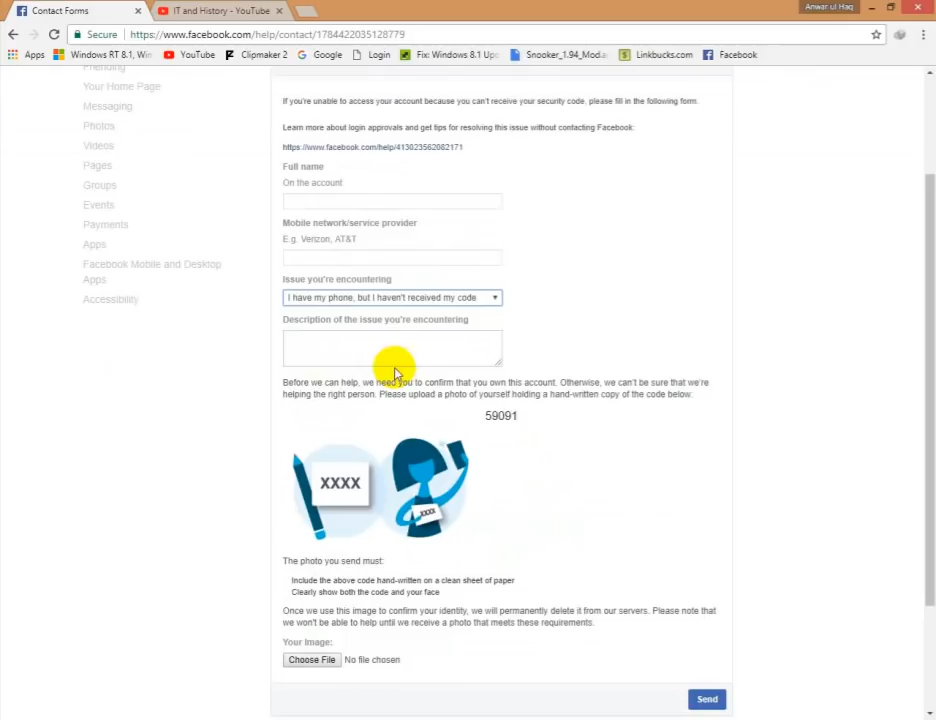 Contact Forms
IT and History - YouTube
Anwar ul Haq
Secure
https://www.facebook.com/help/contact/1784422035128779
Apps
Windows RT 8.1, Win
YouTube
Clipmaker 2
Google
Login
Fix: Windows 8.1 Upd
Snooker_1.94_Mod.a
Linkbucks.com
Facebook
Friending
Your Home Page
Messaging
Photos
Videos
Pages
Groups
Events
Payments
Apps
Facebook Mobile and Desktop
Apps
Accessibility
If you're unable to access your account because you can't receive your security code, please fill in the following form.
Learn more about login approvals and get tips for resolving this issue without contacting Facebook:
https://www.facebook.com/help/413023562082171
Full name
On the account
Mobile network/service provider
E.g. Verizon, AT&T
Issue you're encountering
I have my phone, but I haven't received my code
Description of the issue you're encountering
Before we can help, we need you to confirm that you own this account. Otherwise, we can't be sure that we're
helping the right person. Please upload a photo of yourself holding a hand-written copy of the code below:
59091
XXXX
XXXX
The photo you send must:
Include the above code hand-written on a clean sheet of paper
Clearly show both the code and your face
Once we use this image to confirm your identity, we will permanently delete it from our servers. Please note that
we won't be able to help until we receive a photo that meets these requirements.
Your Image:
Choose File No file chosen
Send